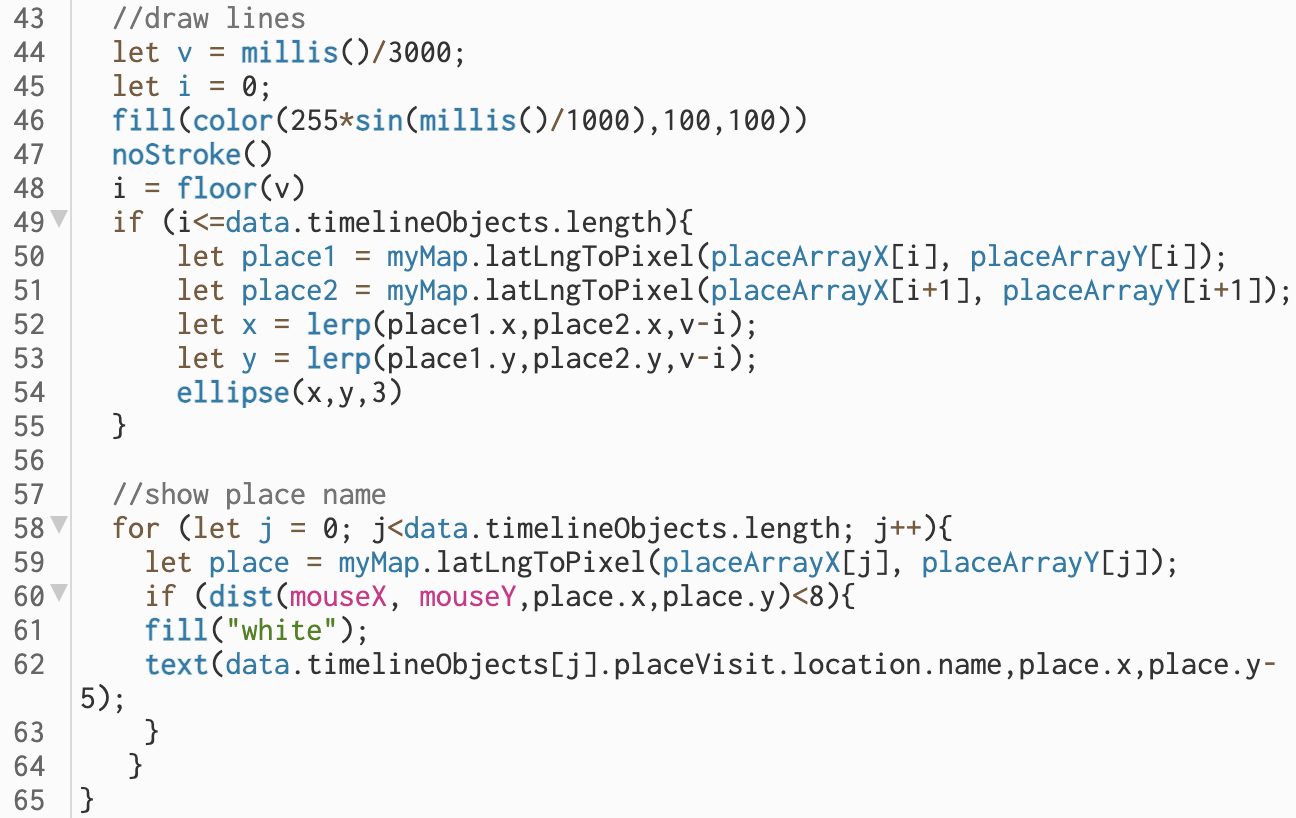 43 //draw lines
44 let v = millis()/3000;
45 let i = 0;
46 fill(color(255*sin(millis()/1000),100,100))
47 noStroke()
48 i = floor(v)
49 if (i<=data.timelineObjects.length){
50 let place1 = myMap.latLngToPixel(placeArrayX[i], placeArrayY[i]);
51 let place2 = myMap.latLngToPixel(placeArrayX[i+1], placeArrayY[i+1]);
52 let x = lerp(place1.x,place2.x,v-i);
53 let y = lerp(place1.y,place2.y,v-i);
54 ellipse(x,y,3)
55 }
56
57 //show place name
58 for (let j = 0; j<data.timelineObjects.length; j++){
59 let place = myMap.latLngToPixel(placeArrayX[j], placeArrayY[j]);
60 if (dist(mouseX, mouseY,place.x,place.y)<8){
61 fill("white");
62 text(data.timelineObjects[j].placeVisit.location.name,place.x,place.y-
5);
63 }
64 }
65 }